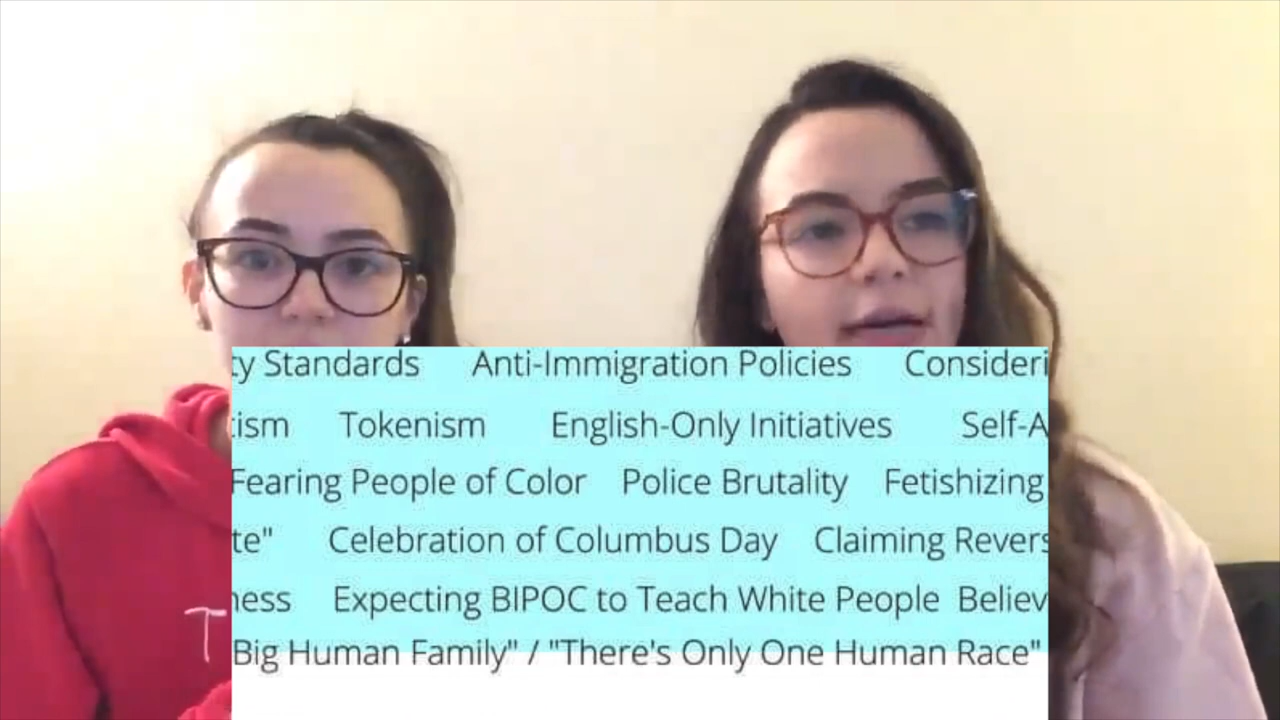 ty Standards Anti-Immigration Policies Consideri
ism Tokenism English-Only Initiatives Self-A
Fearing People of Color Police Brutality Fetishizing
te" Celebration of Columbus Day Claiming Revers
ness Expecting BIPOC to Teach White People Believ
Big Human Family" / "There's Only One Human Race"
T